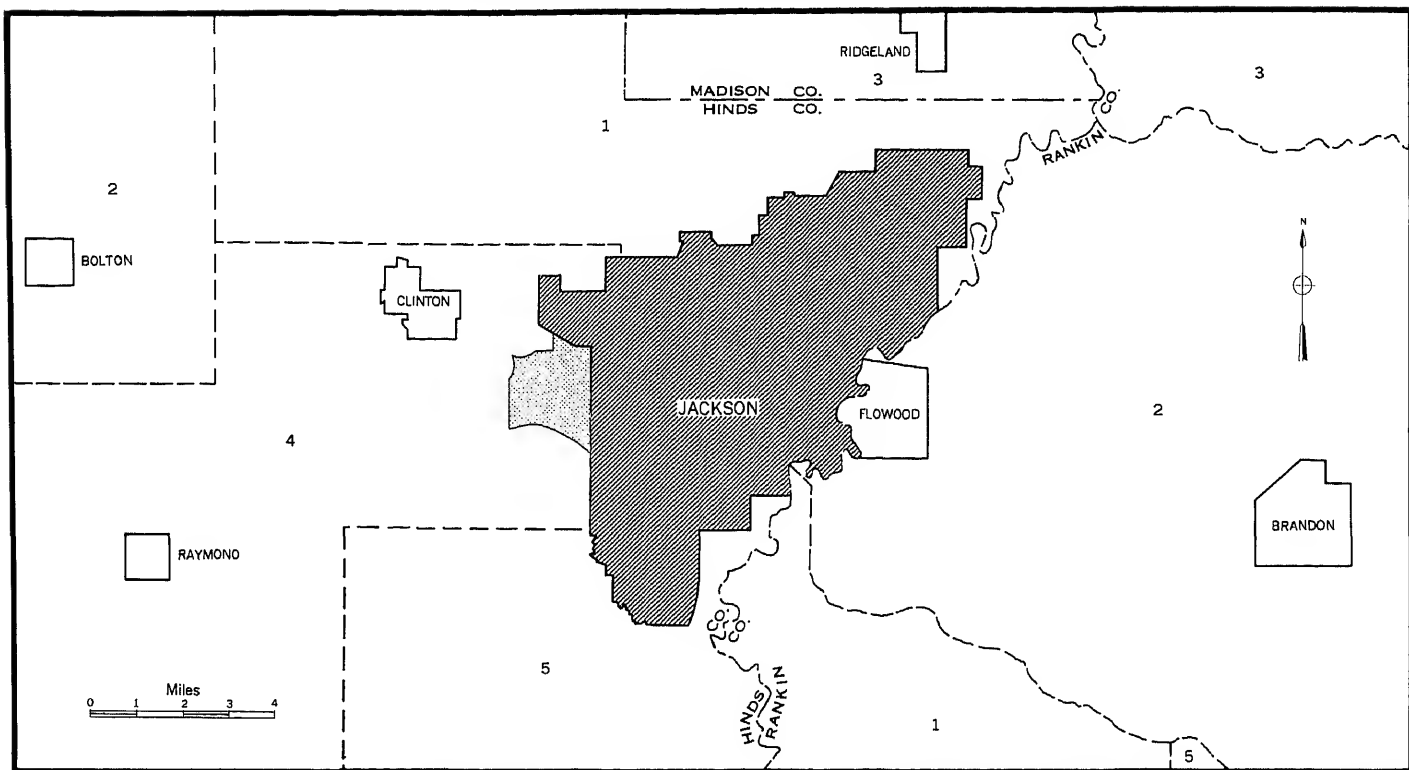 RIDGELAND
3
3
MADISON CO.
HINDS CO.
CO.
RANKIN
1
2
N
BOLTON
CLINTON
JACKSON
FLOWOOD
2
4
BRANDON
RAYMOND
CO.
CO.
5
HINDS
RANKIN
1
5
Miles
0 1 2 3 4